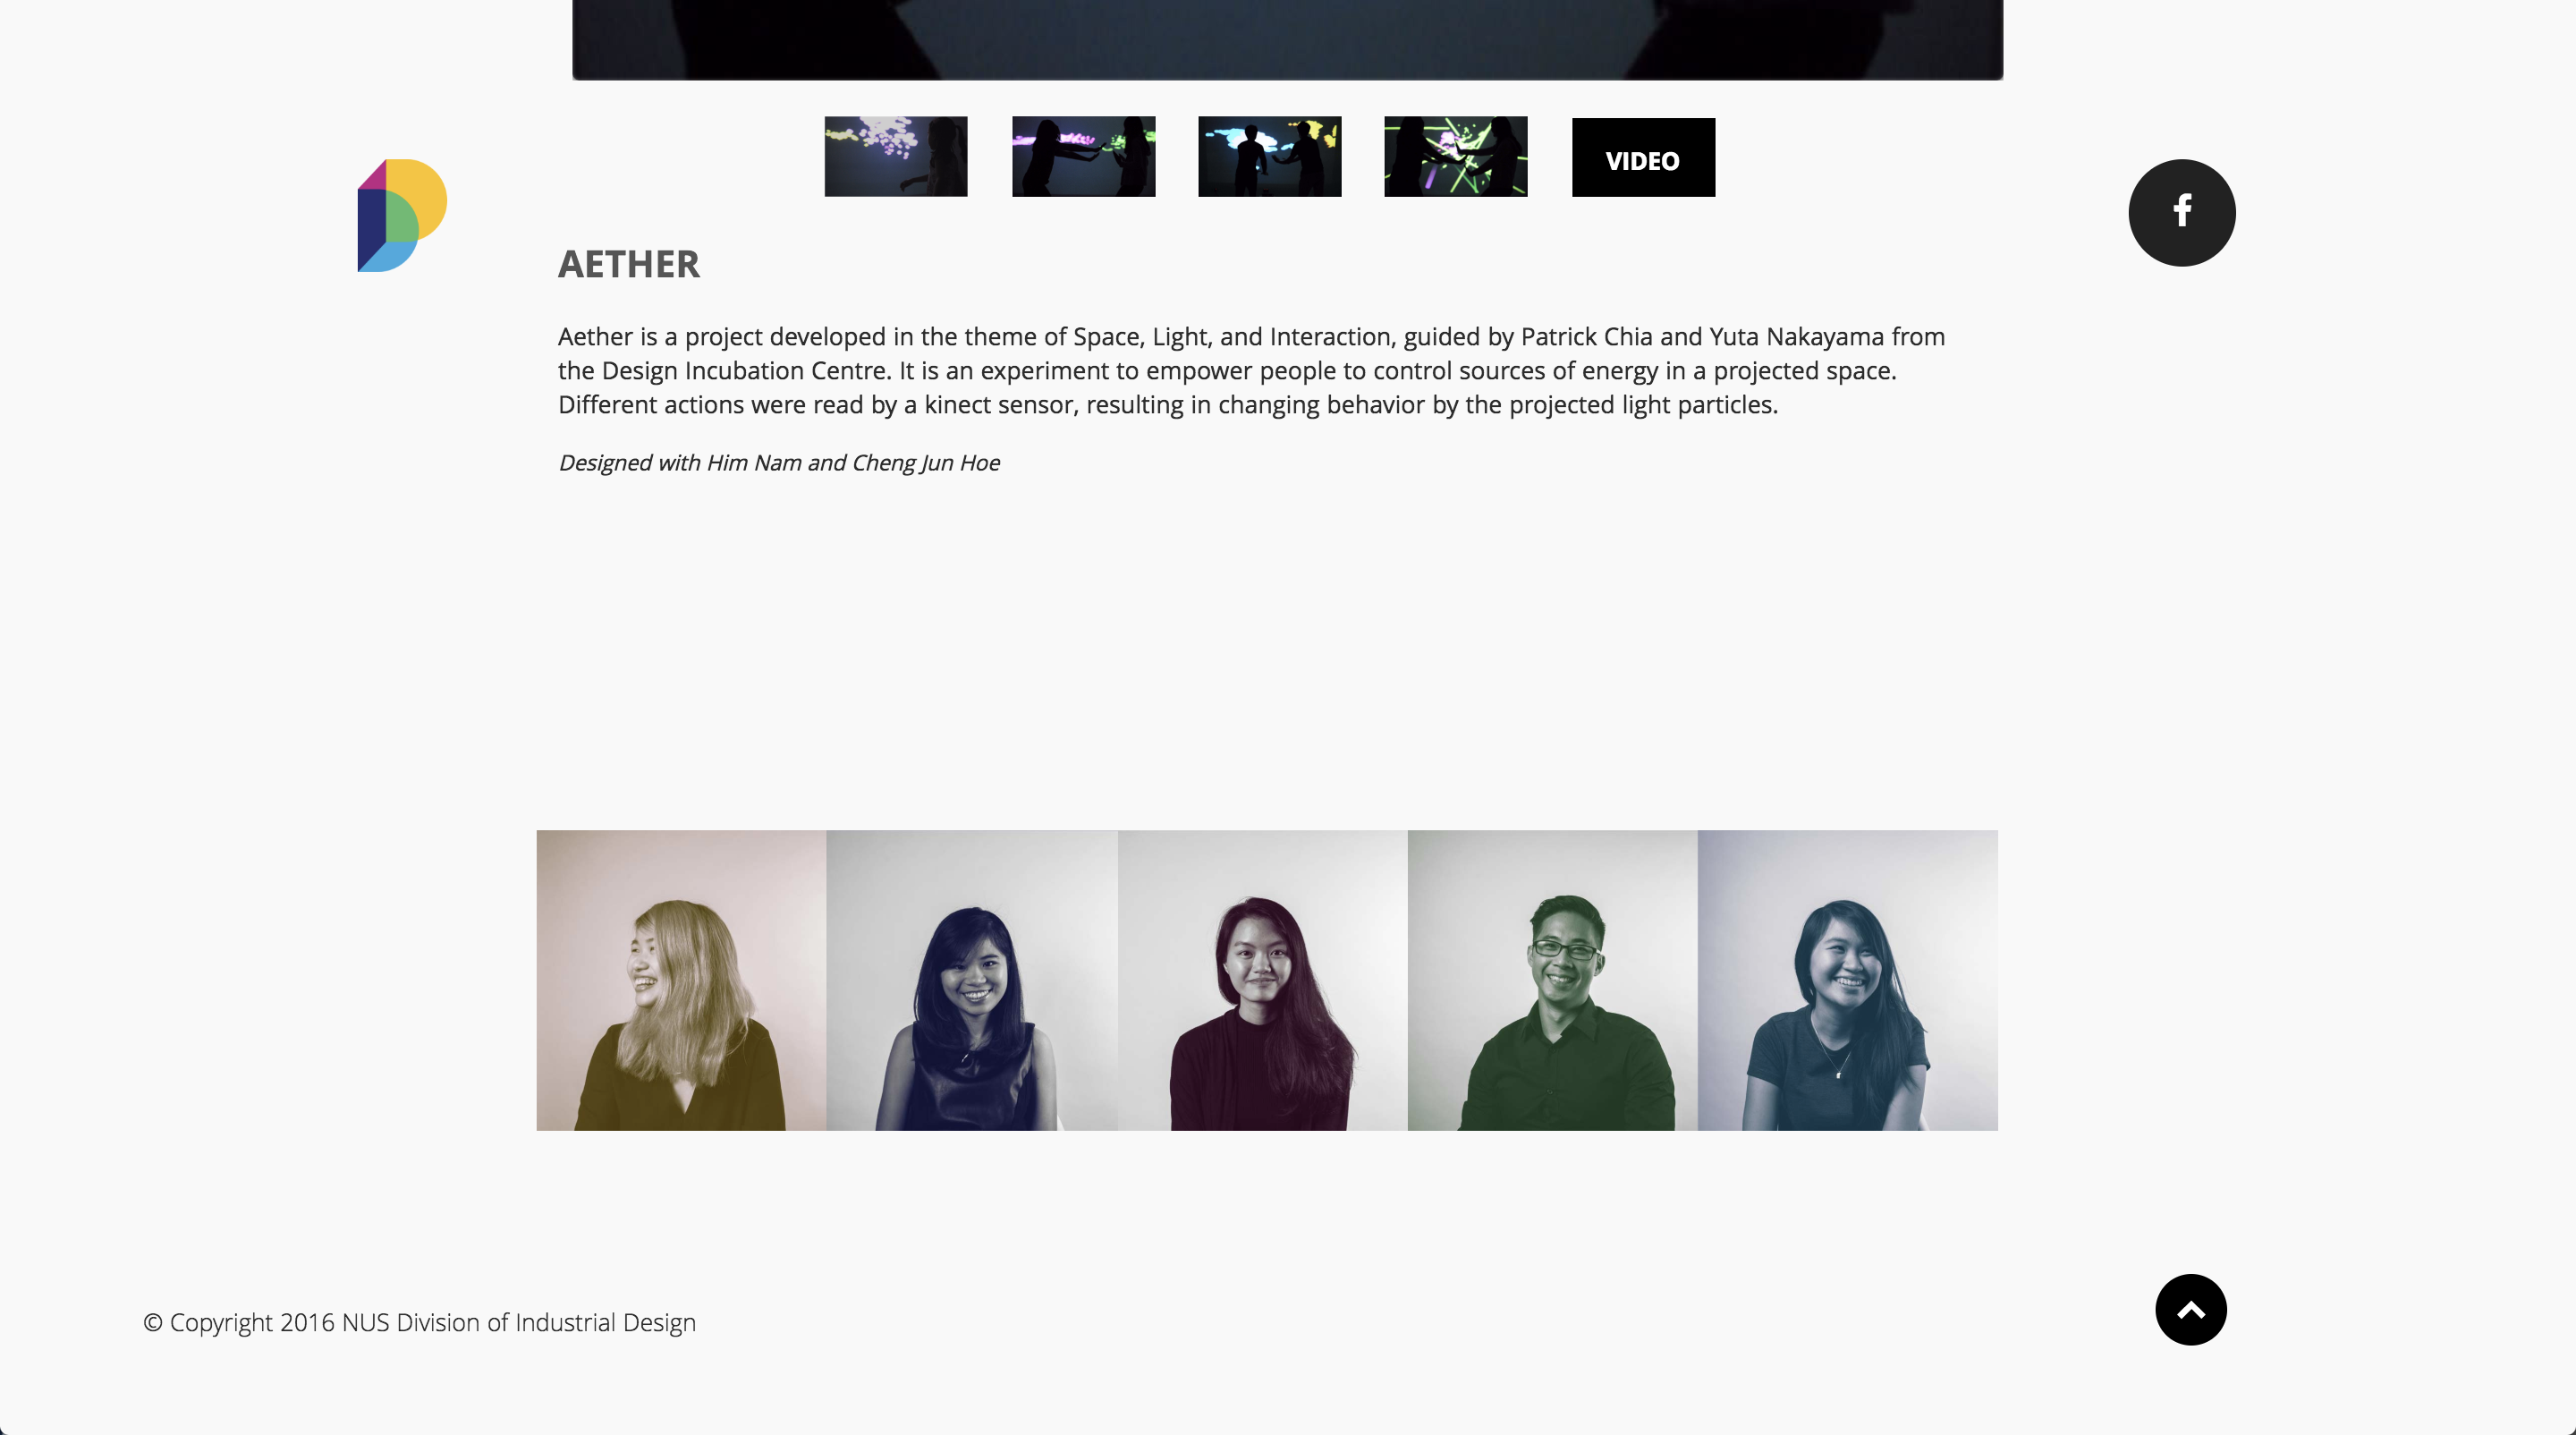 VIDEO
AETHER
Aether is a project developed in the theme of Space, Light, and Interaction, guided by Patrick Chia and Yuta Nakayama from
the Design Incubation Centre. It is an experiment to empower people to control sources of energy in a projected space.
Different actions were read by a kinect sensor, resulting in changing behavior by the projected light particles.
Designed with Him Nam and Cheng Jun Hoe
© Copyright 2016 NUS Division of Industrial Design